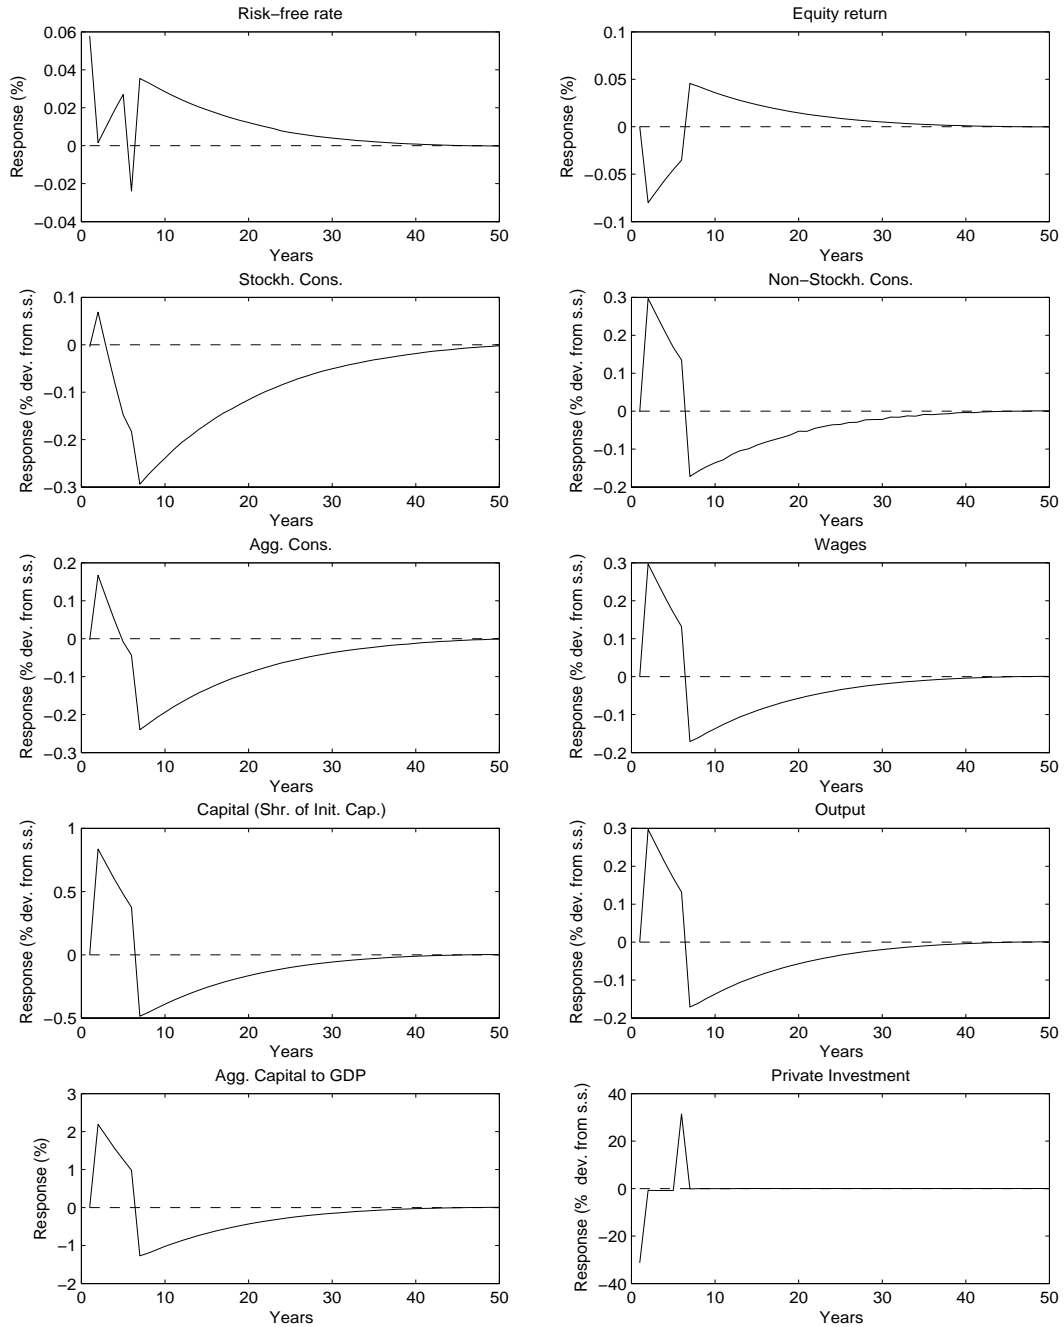 Risk−free rate
Response (%)
0.06
0.04
0.02
0
−0.02
−0.04
0 10 20 30 40 50
Years
Equity return
Response (%)
0.1
0.05
0
−0.05
−0.1
0 10 20 30 40 50
Years
Stockh. Cons.
Response (% dev. from s.s.)
0.1
0
−0.1
−0.2
−0.3
0 10 20 30 40 50
Years
Non−Stockh. Cons.
Response (% dev. from s.s.)
0.3
0.2
0.1
0
−0.1
−0.2
0 10 20 30 40 50
Years
Agg. Cons.
Response (% dev. from s.s.)
0.2
0.1
0
−0.1
−0.2
−0.3
0 10 20 30 40 50
Years
Wages
Response (% dev. from s.s.)
0.3
0.2
0.1
0
−0.1
−0.2
0 10 20 30 40 50
Years
Capital (Shr. of Init. Cap.)
Response (% dev. from s.s.)
1
0.5
0
−0.5
0 10 20 30 40 50
Years
Output
Response (% dev. from s.s.)
0.3
0.2
0.1
0
−0.1
−0.2
0 10 20 30 40 50
Years
Agg. Capital to GDP
Response (%)
3
2
1
0
−1
−2
0 10 20 30 40 50
Years
Private Investment
Response (% dev. from s.s.)
40
20
0
−20
−40
0 10 20 30 40 50
Years